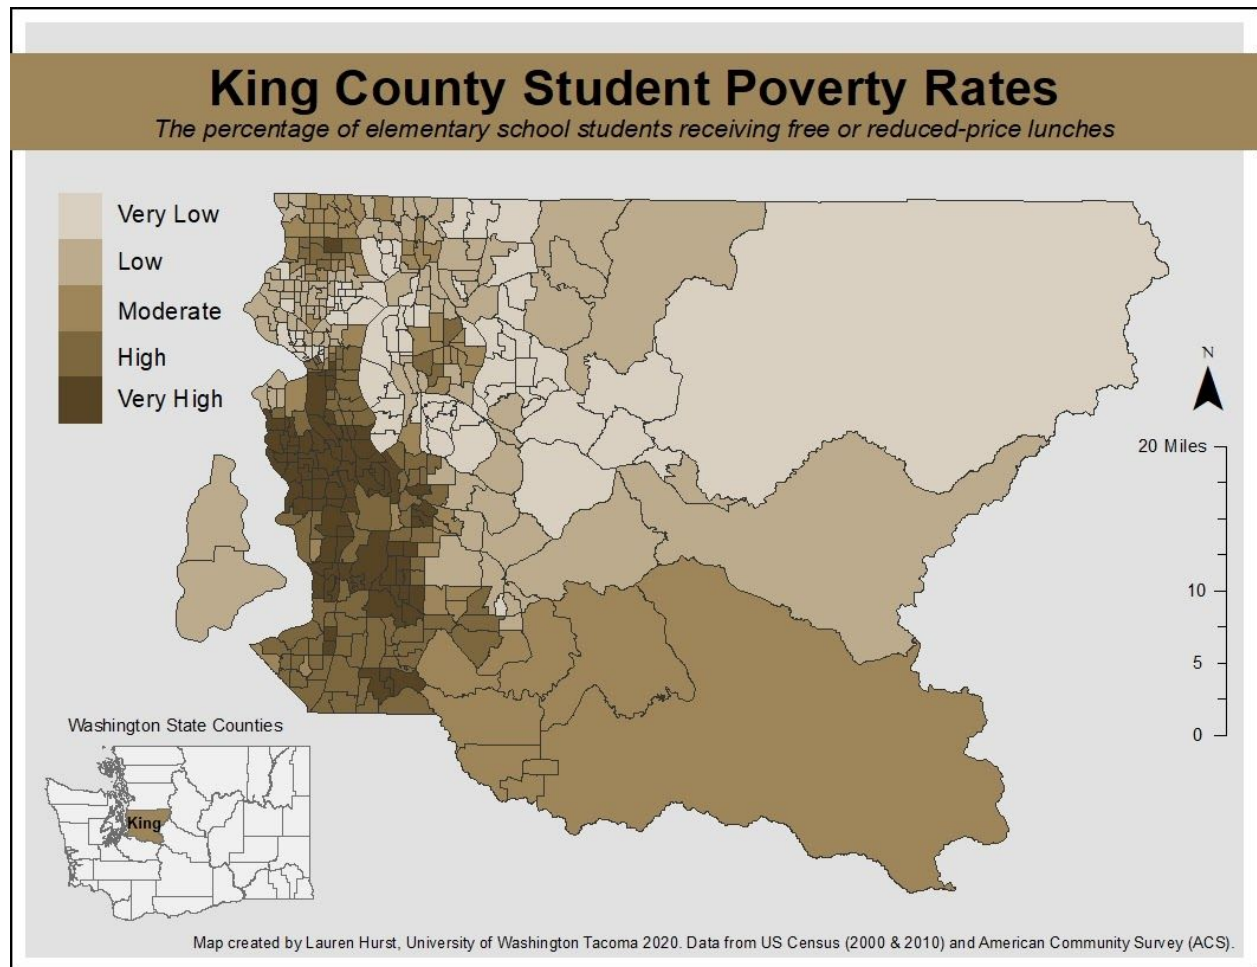 King County Student Poverty Rates
The percentage of elementary school students receiving free or reduced-price lunches
Very Low
Low
Moderate
High
Very High
N
20 Miles
10
5
0
Washington State Counties
King
Map created by Lauren Hurst, University of Washington Tacoma 2020. Data from US Census (2000 & 2010) and American Community Survey (ACS).